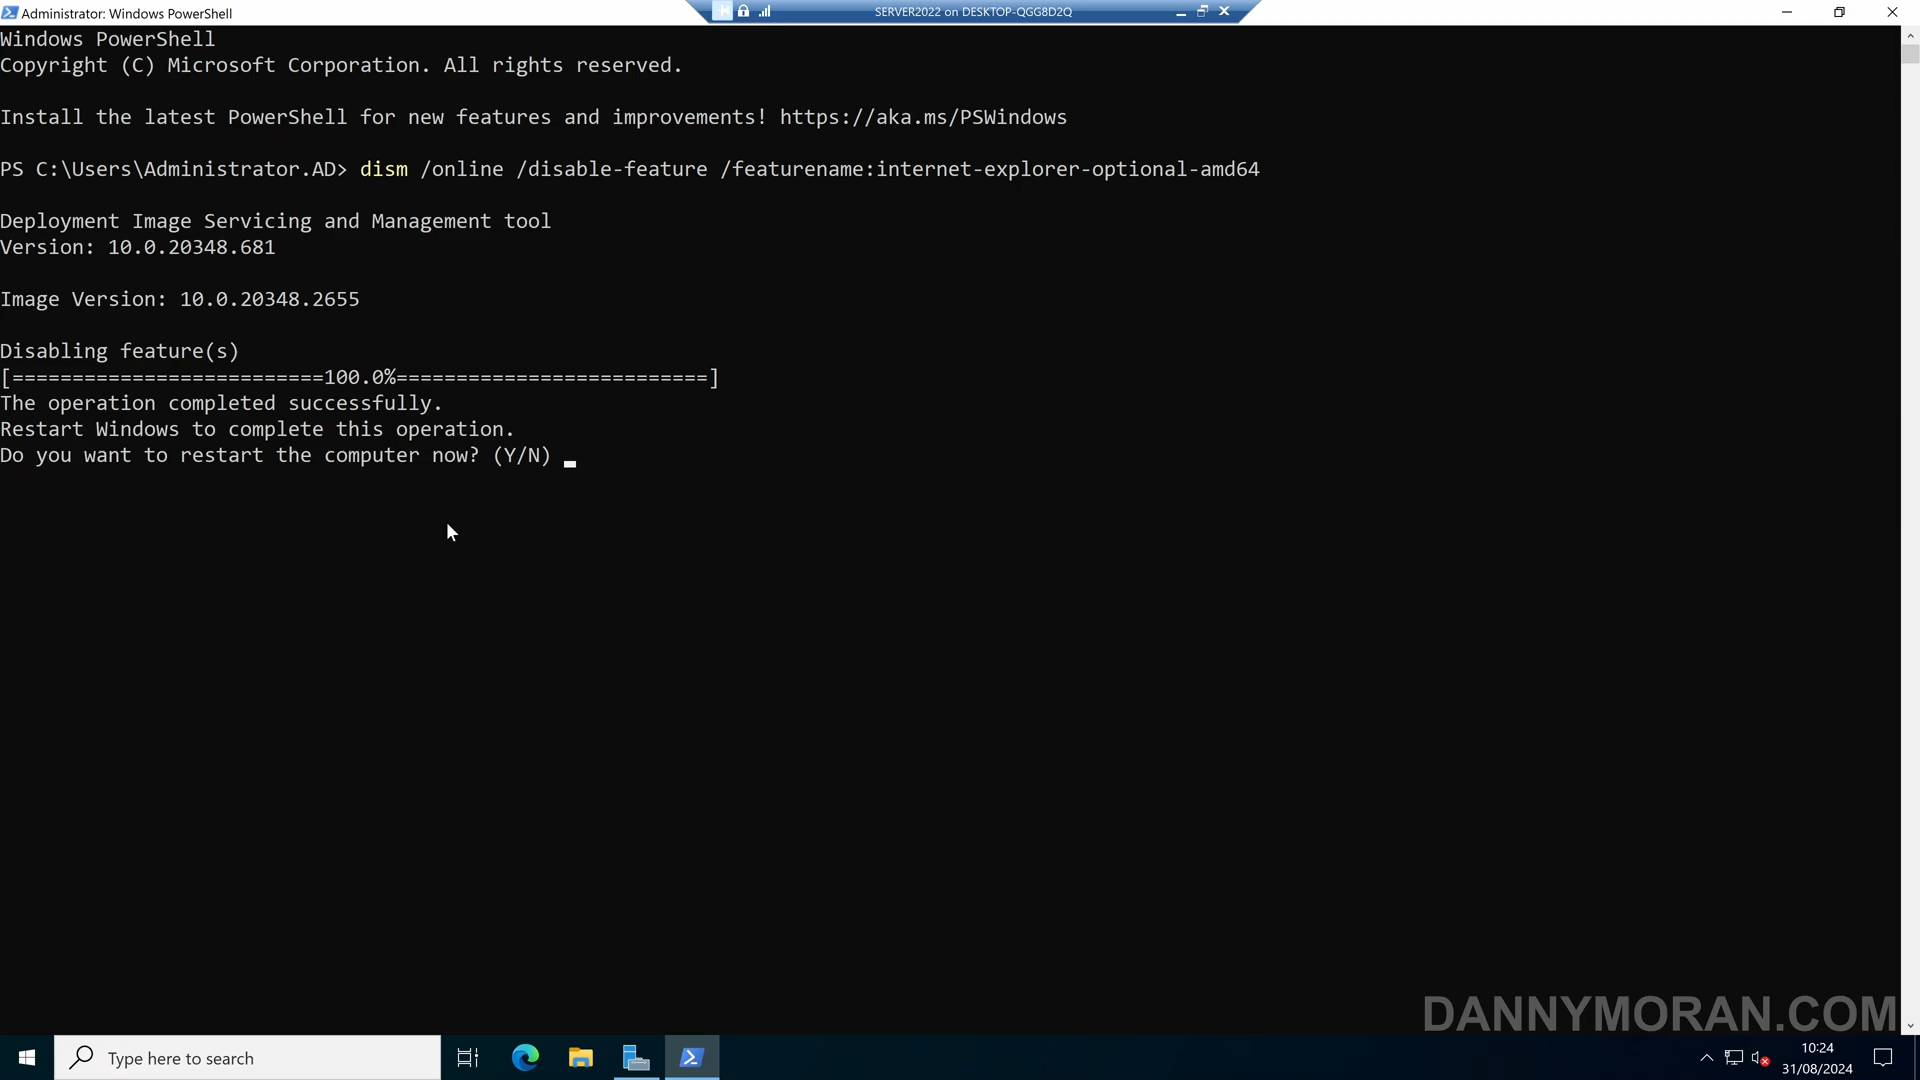 Administrator: Windows PowerShell
SERVER2022 on DESKTOP-QGG8D2Q
Windows PowerShell
Copyright (C) Microsoft Corporation. All rights reserved.
Install the latest PowerShell for new features and improvements! https://aka.ms/PSWindows
PS C:\Users\Administrator.AD> dism /online /disable-feature /featurename:internet-explorer-optional-amd64
Deployment Image Servicing and Management tool
Version: 10.0.20348.681
Image Version: 10.0.20348.2655
Disabling feature(s)
[==========================100.0%==========================]
The operation completed successfully.
Restart Windows to complete this operation.
Do you want to restart the computer now? (Y/N)
DANNYMORAN.COM
Type here to search
10:24
31/08/2024